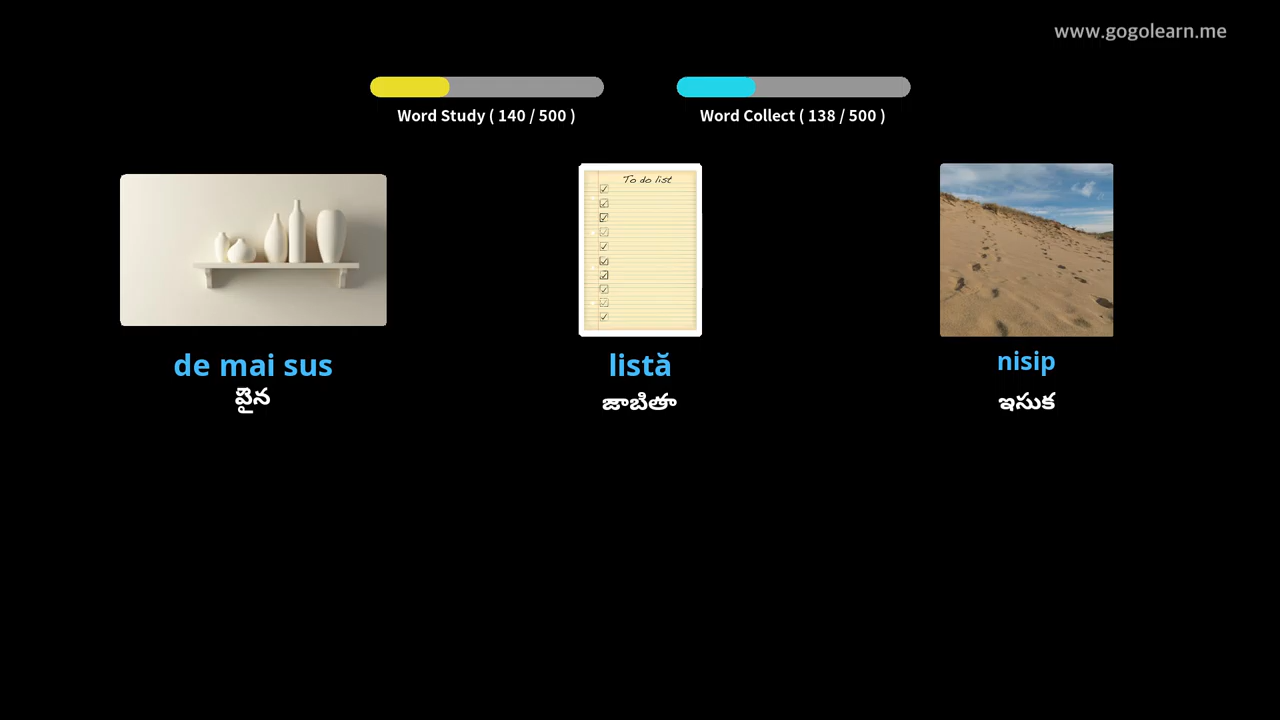 www.gogolearn.me
Word Study ( 140 / 500 )
Word Collect ( 138 / 500 )
To do list
de mai sus
పైన
listă
జాబితా
nisip
ఇసుక